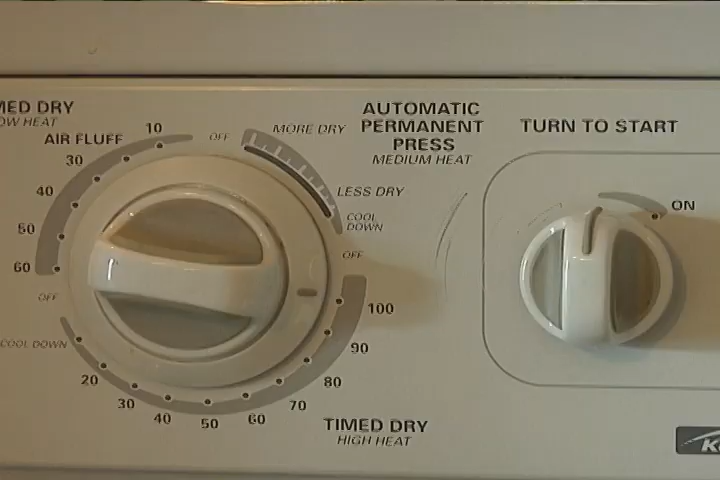 MED DRY
OW HEAT
AIR FLUFF
10
30
40
50
60
OFF
COOL DOWN
20
30
40
50
60
70
80
90
100
OFF
MORE DRY
LESS DRY
COOL
DOWN
OFF
AUTOMATIC
PERMANENT
PRESS
MEDIUM HEAT
TIMED DRY
HIGH HEAT
TURN TO START
ON
K